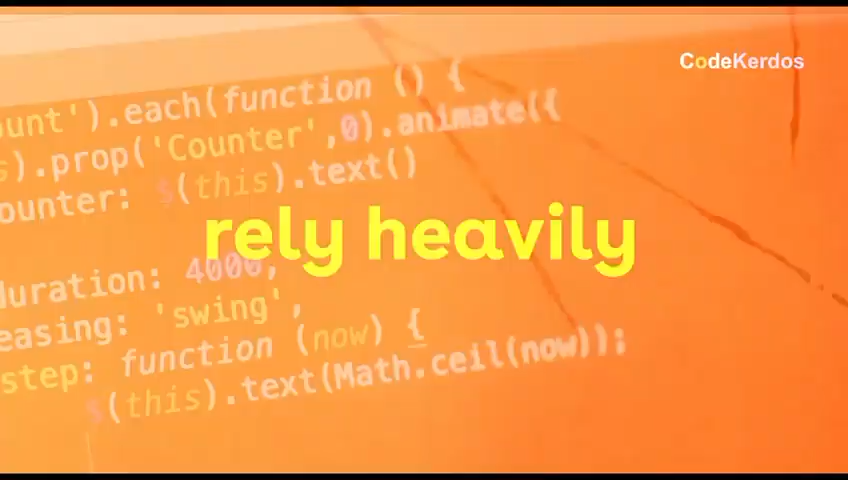 CodeKerdos
ount').each(function () {
s).prop('Counter',0).animate({
ounter: $(this).text()
rely heavily
duration: 4000,
easing: 'swing',
step: function (now) {
$(this).text(Math.ceil(now));